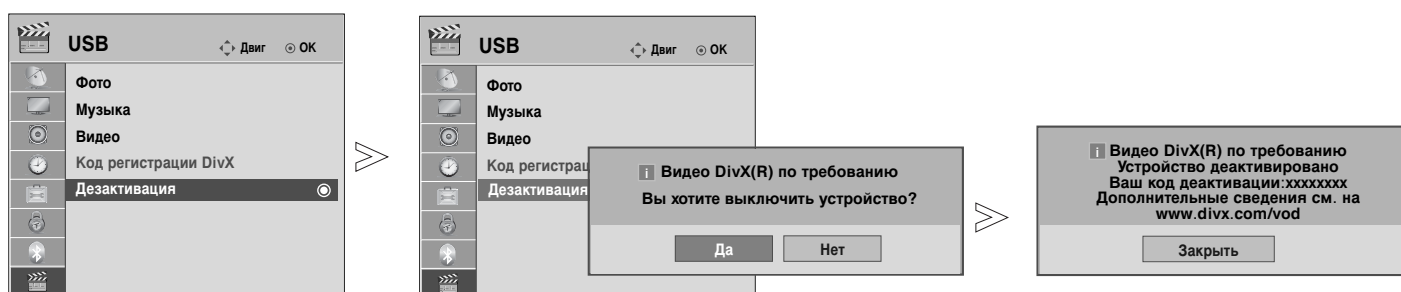 USB
Двиг
OK
Фото
Музыка
Видео
Код регистрации DivX
Дезактивация
USB
Двиг
OK
Фото
Музыка
Видео
Код регистрац
Дезактивация
i Видео DivX(R) по требованию
Вы хотите выключить устройство?
Да
Нет
i Видео DivX(R) по требованию
Устройство деактивировано
Ваш код деактивации:xxxxxxxx
Дополнительные сведения см. на
www.divx.com/vod
Закрыть